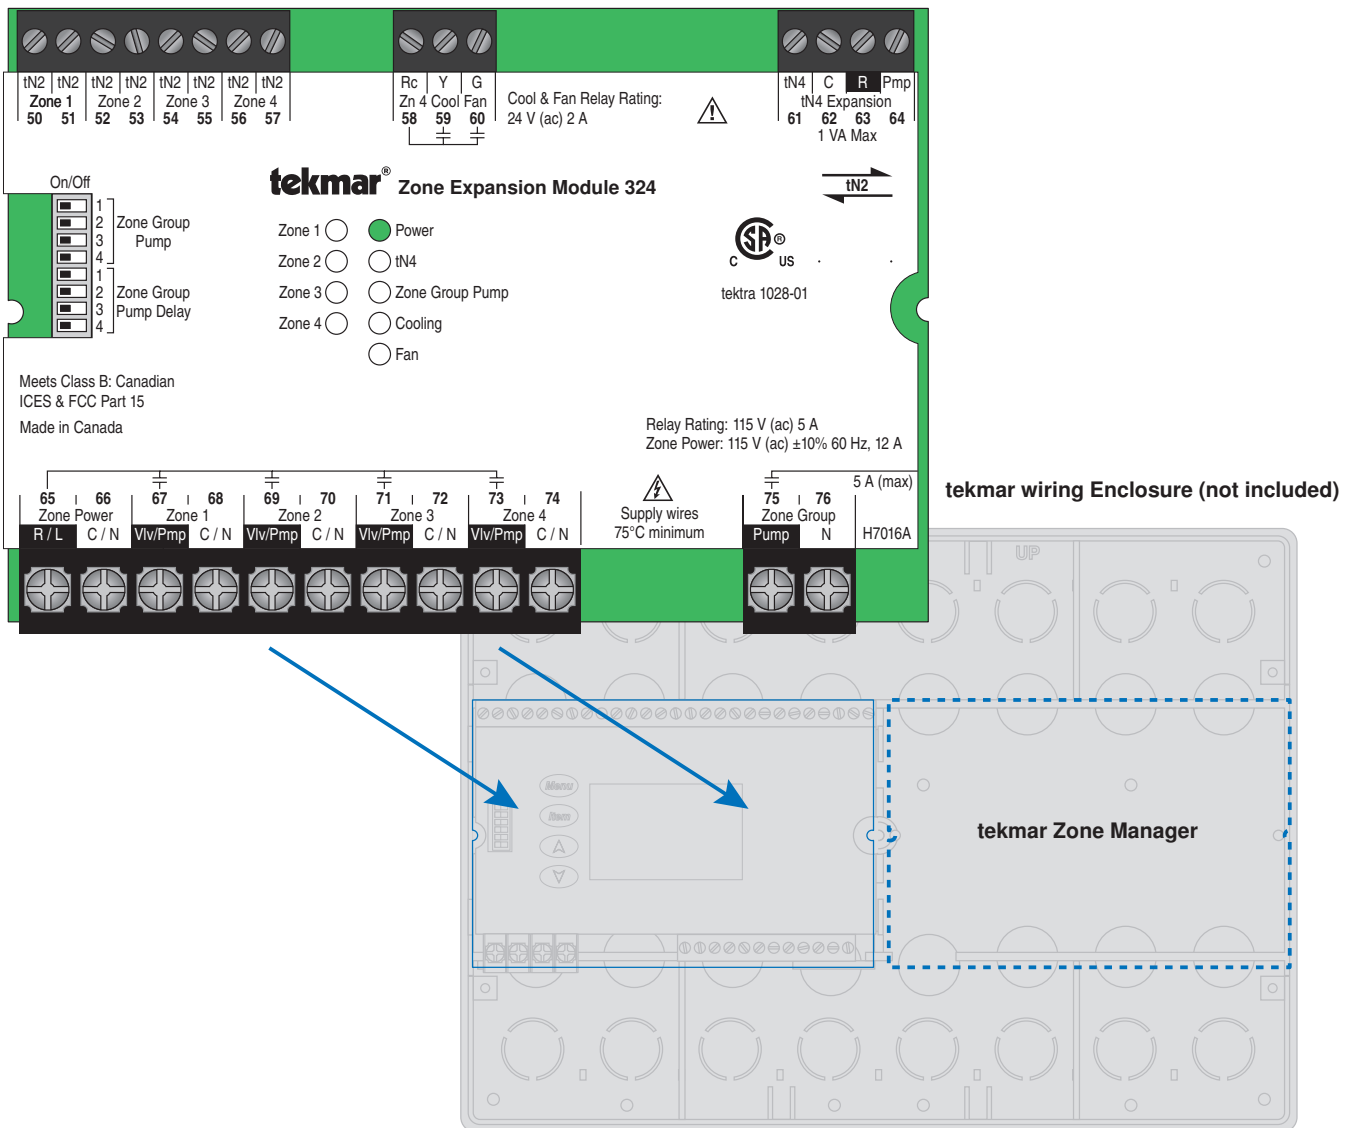 tN2 tN2 tN2 tN2 tN2 tN2 tN2 tN2
Zone 1 Zone 2 Zone 3 Zone 4
50 51 52 53 54 55 56 57
Rc Y G
Zn 4 Cool Fan
58 59 60
Cool & Fan Relay Rating:
24 V (ac) 2 A
tN4 C R Pmp
tN4 Expansion
61 62 63 64
1 VA Max
tN2
On/Off
1
2
3
4
Zone Group
Pump
1
2
3
4
Zone Group
Pump Delay
tekmar® Zone Expansion Module 324
Zone 1
Zone 2
Zone 3
Zone 4
Power
tN4
Zone Group Pump
Cooling
Fan
SA ®
C US
tektra 1028-01
Meets Class B: Canadian
ICES & FCC Part 15
Made in Canada
Relay Rating: 115 V (ac) 5 A
Zone Power: 115 V (ac) ±10% 60 Hz, 12 A
65 66 67 68 69 70 71 72 73 74
Zone Power Zone 1 Zone 2 Zone 3 Zone 4
R / L C / N Vlv/Pmp C / N Vlv/Pmp C / N Vlv/Pmp C / N Vlv/Pmp C / N
Supply wires
75°C minimum
5 A (max)
75 76
Zone Group
Pump N
H7016A
tekmar wiring Enclosure (not included)
UP
Menu
Item
tekmar Zone Manager